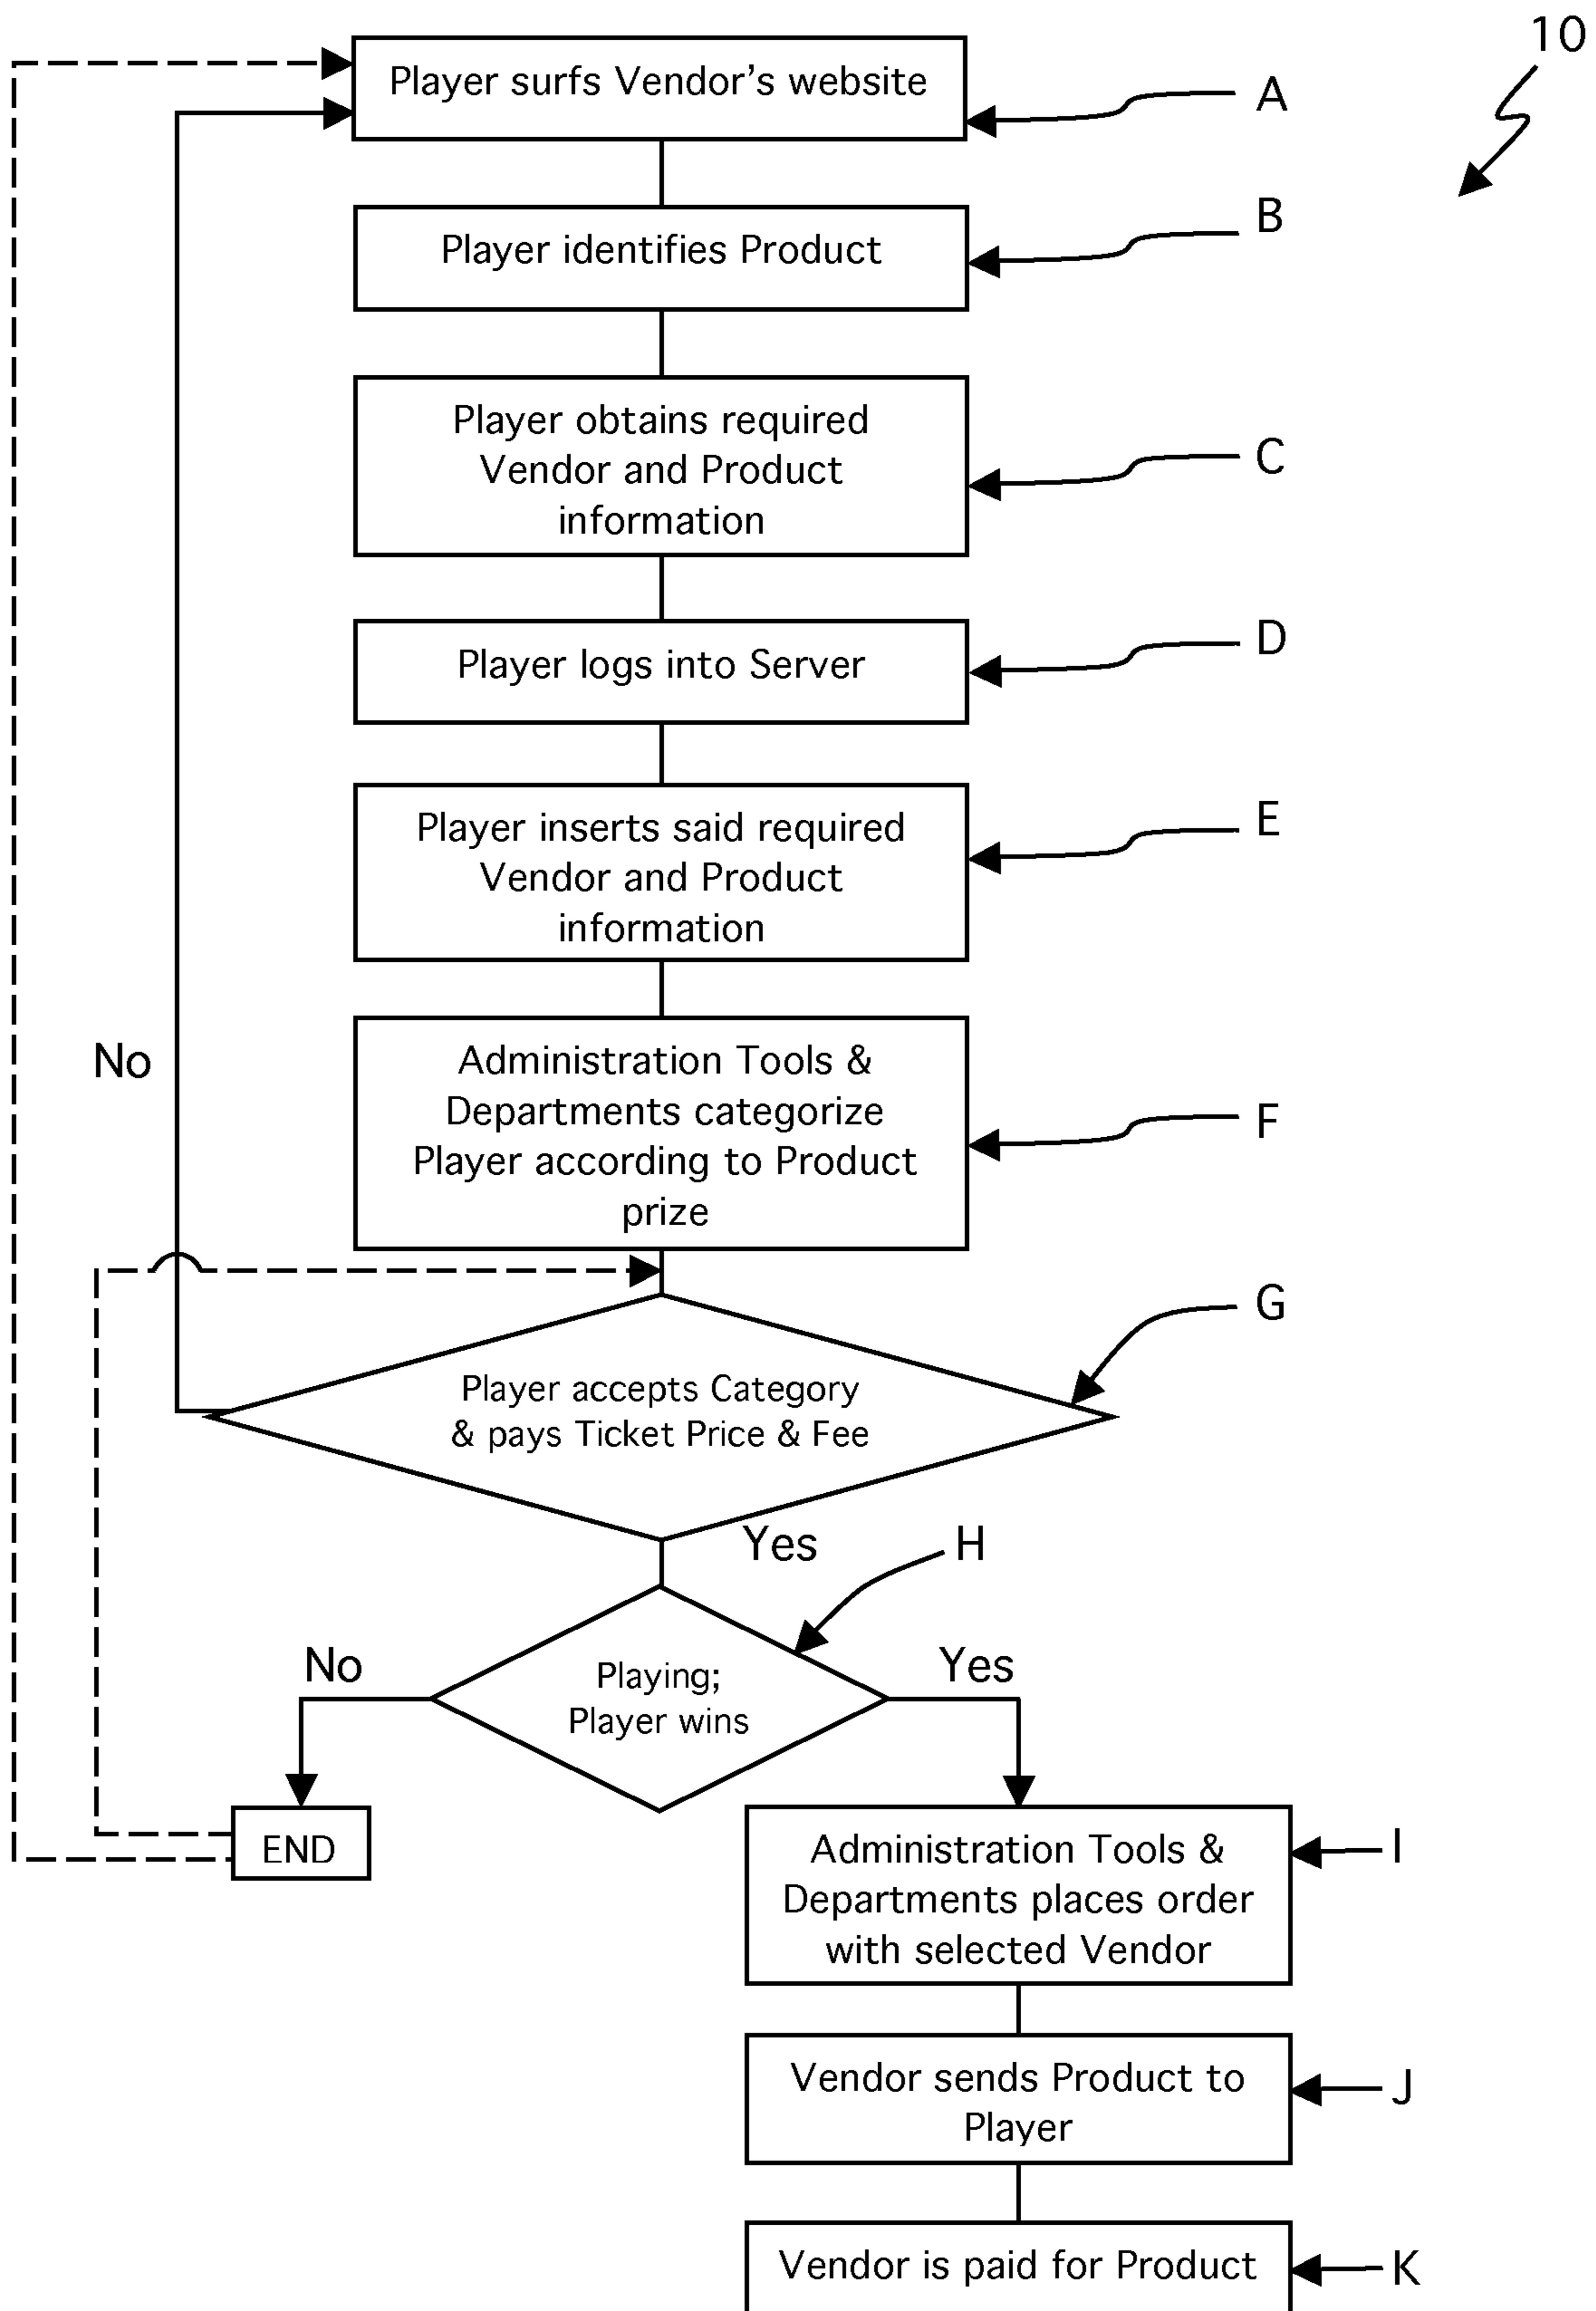 10
Player surfs Vendor's website
A
Player identifies Product
B
Player obtains required
Vendor and Product
information
C
Player logs into Server
D
Player inserts said required
Vendor and Product
information
E
No
Administration Tools &
Departments categorize
Player according to Product
prize
F
Player accepts Category
& pays Ticket Price & Fee
G
Yes
H
No
Playing;
Player wins
Yes
END
Administration Tools &
Departments places order
with selected Vendor
I
Vendor sends Product to
Player
J
Vendor is paid for Product
K